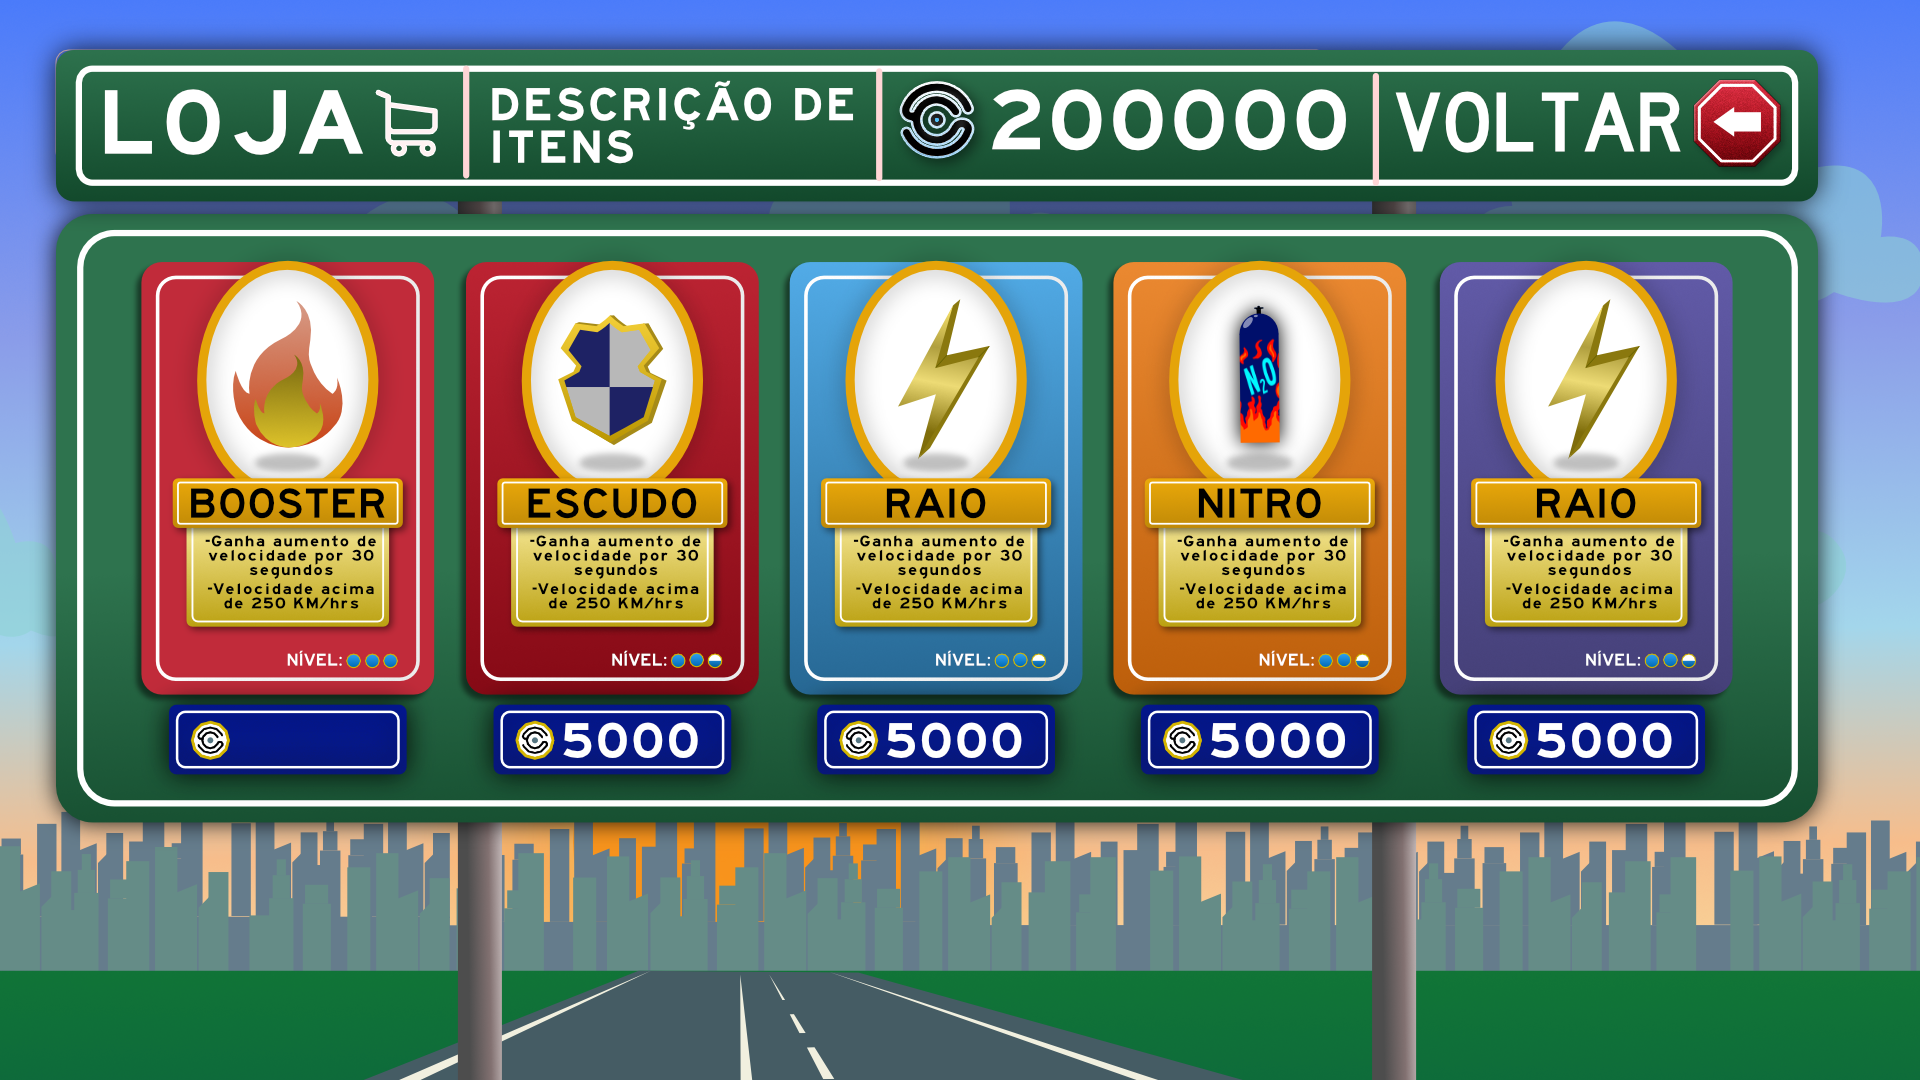 LOJA
DESCRIÇÃO DE
ITENS
200000
VOLTAR
BOOSTER
-Ganha aumento de
velocidade por 30
segundos
-Velocidade acima
de 250 KM/hrs
NÍVEL:
ESCUDO
-Ganha aumento de
velocidade por 30
segundos
-Velocidade acima
de 250 KM/hrs
NÍVEL:
5000
RAIO
-Ganha aumento de
velocidade por 30
segundos
-Velocidade acima
de 250 KM/hrs
NÍVEL:
5000
N2O
NITRO
-Ganha aumento de
velocidade por 30
segundos
-Velocidade acima
de 250 KM/hrs
NÍVEL:
5000
RAIO
-Ganha aumento de
velocidade por 30
segundos
-Velocidade acima
de 250 KM/hrs
NÍVEL:
5000